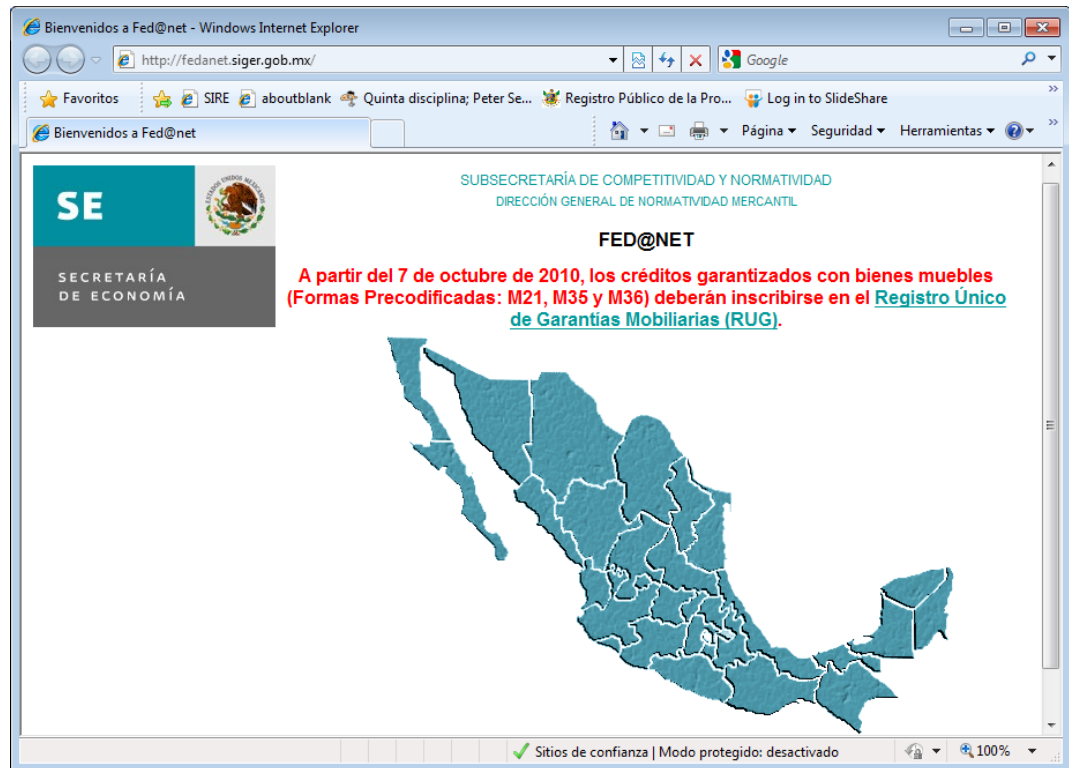 Bienvenidos a Fed@net - Windows Internet Explorer
http://fedanet.siger.gob.mx/
Google
Favoritos
SIRE
aboutblank
Quinta disciplina; Peter Se...
Registro Público de la Pro...
Log in to SlideShare
Bienvenidos a Fed@net
Página
Seguridad
Herramientas
SE
ESTADOS UNIDOS MEXICANOS
SECRETARÍA
DE ECONOMÍA
SUBSECRETARÍA DE COMPETITIVIDAD Y NORMATIVIDAD
DIRECCIÓN GENERAL DE NORMATIVIDAD MERCANTIL
FED@NET
A partir del 7 de octubre de 2010, los créditos garantizados con bienes muebles
(Formas Precodificadas: M21, M35 y M36) deberán inscribirse en el Registro Único
de Garantías Mobiliarias (RUG).
Sitios de confianza | Modo protegido: desactivado
100%